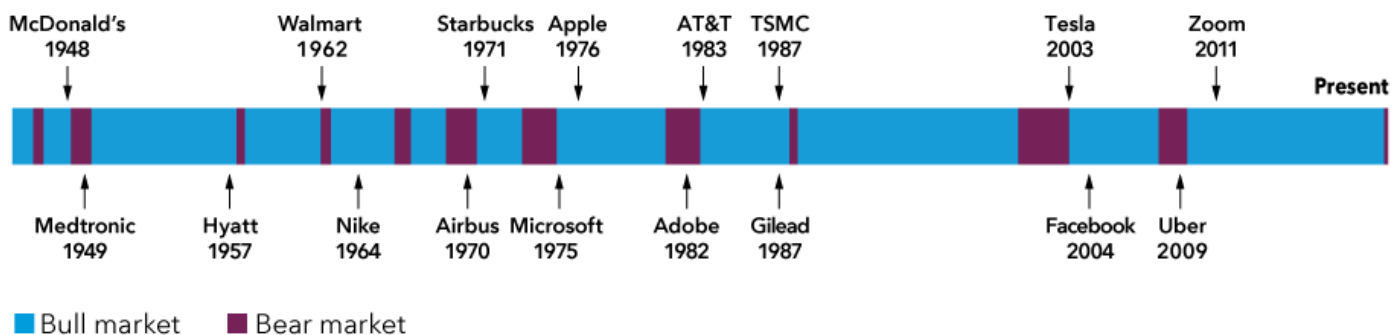 McDonald's
1948
Walmart
1962
Starbucks
1971
Apple
1976
AT&T
1983
TSMC
1987
Tesla
2003
Zoom
2011
Present
Medtronic
1949
Hyatt
1957
Nike
1964
Airbus
1970
Microsoft
1975
Adobe
1982
Gilead
1987
Facebook
2004
Uber
2009
Bull market
Bear market